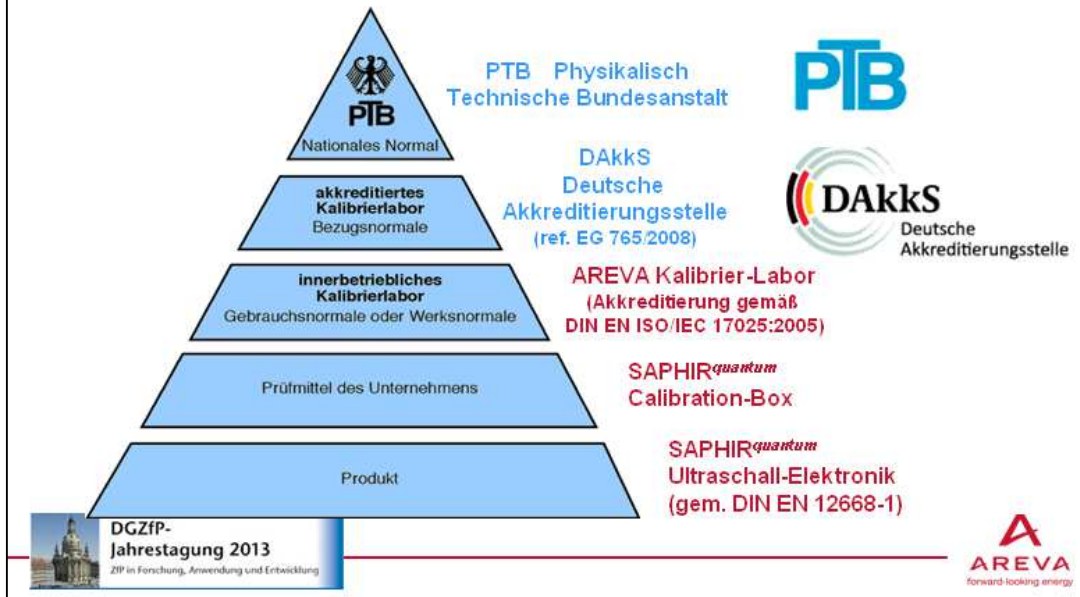 PTB
Nationales Normal
PTB Physikalisch
Technische Bundesanstalt
PTB
akkreditiertes
Kalibrierlabor
Bezugsnormale
DAkkS
Deutsche
Akkreditierungsstelle
(ref. EG 765/2008)
DAkkS
Deutsche
Akkreditierungsstelle
innerbetriebliches
Kalibrierlabor
Gebrauchsnormale oder Werksnormale
AREVA Kalibrier-Labor
(Akkreditierung gemäß
DIN EN ISO/IEC 17025:2005)
Prüfmittel des Unternehmens
SAPHIRquantum
Calibration-Box
Produkt
SAPHIRquantum
Ultraschall-Elektronik
(gem. DIN EN 12668-1)
DGZfP-
Jahrestagung 2013
ZfP in Forschung, Anwendung und Entwicklung
AREVA
forward-looking energy